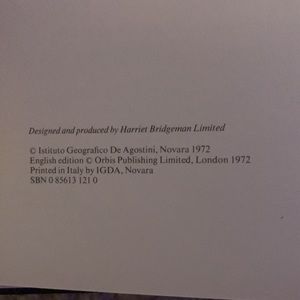 Designed and produced by Harriet Bridgeman Limited
© Istituto Geografico De Agostini, Novara 1972
English edition © Orbis Publishing Limited, London 1972
Printed in Italy by IGDA, Novara
SBN 0 85613 121 0